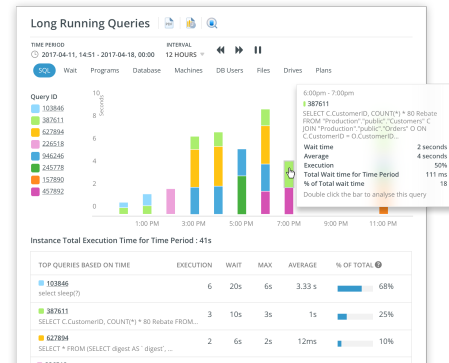 Long Running Queries
TIME PERIOD
2017-04-11, 14:51 - 2017-04-18, 00:00
INTERVAL
12 HOURS
SQL Wait Programs Database Machines DB Users Files Drives Plans
Query ID
103846
387611
627894
226518
946246
245778
157890
457892
Seconds
10
8
6
4
2
0
1:00 PM 3:00 PM 5:00 PM 7:00 PM 9:00 PM 11:00 PM
6:00pm - 7:00pm
387611
SELECT C.CustomerID, COUNT(*) * 80 Rebate
FROM "Production"."public"."Customers" C
JOIN "Production"."public"."Orders" O ON
C.CustomerID = O.CustomerID...
Wait time 2 seconds
Average 4 seconds
Execution 50%
Total Wait time for Time Period 111 ms
% of Total wait time 18
Double click the bar to analyse this query
Instance Total Execution Time for Time Period : 41s
TOP QUERIES BASED ON TIME EXECUTION WAIT MAX AVERAGE % OF TOTAL ?
103846 6 20s 6s 3.33 s 68%
select sleep(?)
387611 3 10s 3s 1s 25%
SELECT C.CustomerID, COUNT(*) * 80 Rebate FROM...
627894 2 6s 2s 12ms 10%
SELECT * FROM (SELECT digest AS ` digest`, ...